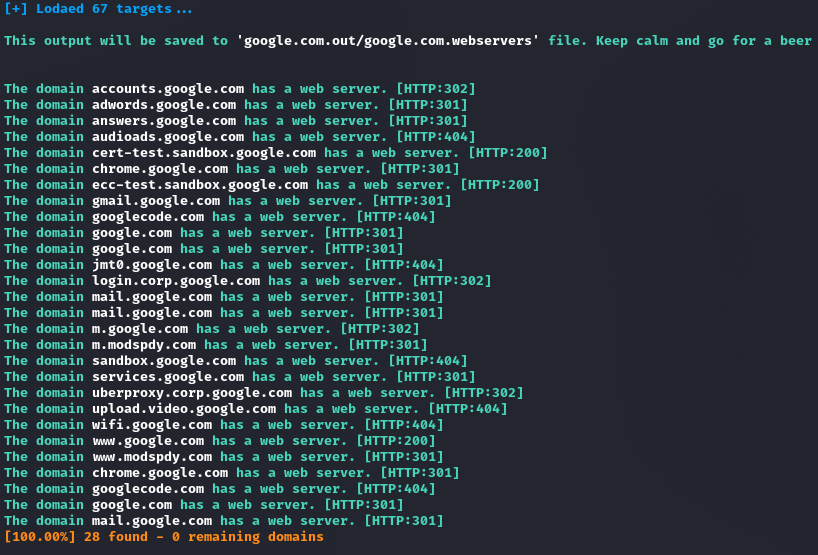 [+] Lodaed 67 targets...
This output will be saved to 'google.com.out/google.com.webservers' file. Keep calm and go for a beer
The domain accounts.google.com has a web server. [HTTP:302]
The domain adwords.google.com has a web server. [HTTP:301]
The domain answers.google.com has a web server. [HTTP:301]
The domain audioads.google.com has a web server. [HTTP:404]
The domain cert-test.sandbox.google.com has a web server. [HTTP:200]
The domain chrome.google.com has a web server. [HTTP:301]
The domain ecc-test.sandbox.google.com has a web server. [HTTP:200]
The domain gmail.google.com has a web server. [HTTP:301]
The domain googlecode.com has a web server. [HTTP:404]
The domain google.com has a web server. [HTTP:301]
The domain google.com has a web server. [HTTP:301]
The domain jmt0.google.com has a web server. [HTTP:404]
The domain login.corp.google.com has a web server. [HTTP:302]
The domain mail.google.com has a web server. [HTTP:301]
The domain mail.google.com has a web server. [HTTP:301]
The domain m.google.com has a web server. [HTTP:302]
The domain m.modspdy.com has a web server. [HTTP:301]
The domain sandbox.google.com has a web server. [HTTP:404]
The domain services.google.com has a web server. [HTTP:301]
The domain uberproxy.corp.google.com has a web server. [HTTP:302]
The domain upload.video.google.com has a web server. [HTTP:404]
The domain wifi.google.com has a web server. [HTTP:404]
The domain www.google.com has a web server. [HTTP:200]
The domain www.modspdy.com has a web server. [HTTP:301]
The domain chrome.google.com has a web server. [HTTP:301]
The domain googlecode.com has a web server. [HTTP:404]
The domain google.com has a web server. [HTTP:301]
The domain mail.google.com has a web server. [HTTP:301]
[100.00%] 28 found - 0 remaining domains